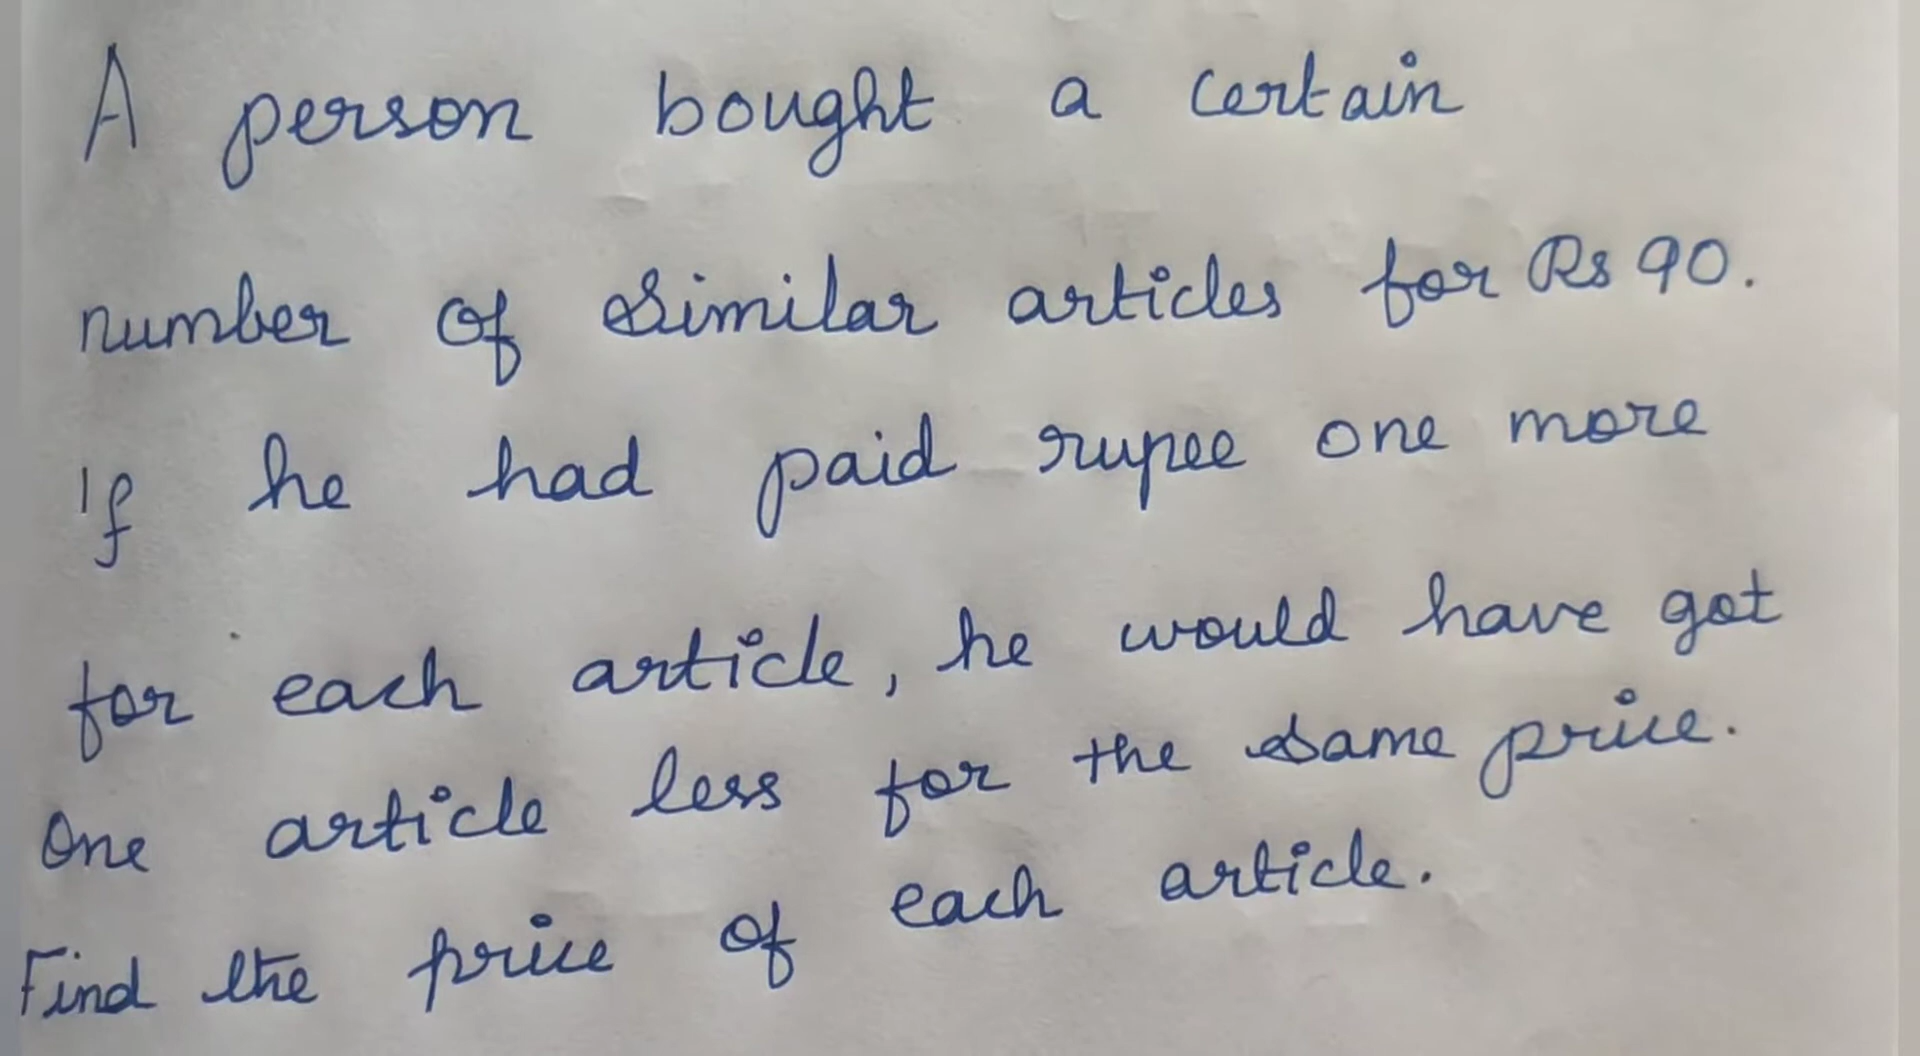 A person bought a certain
number of similar articles for Rs 90.
If he had paid rupee one more
for each article, he would have got
One article less for the same price.
Find the price of each article.